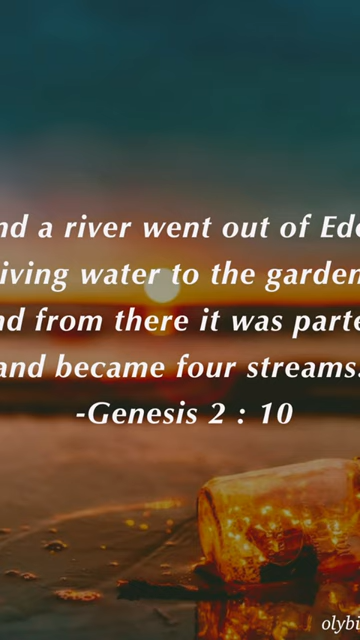 nd a river went out of Ede
iving water to the garden
nd from there it was parte
and became four streams.
-Genesis 2 : 10
olybi